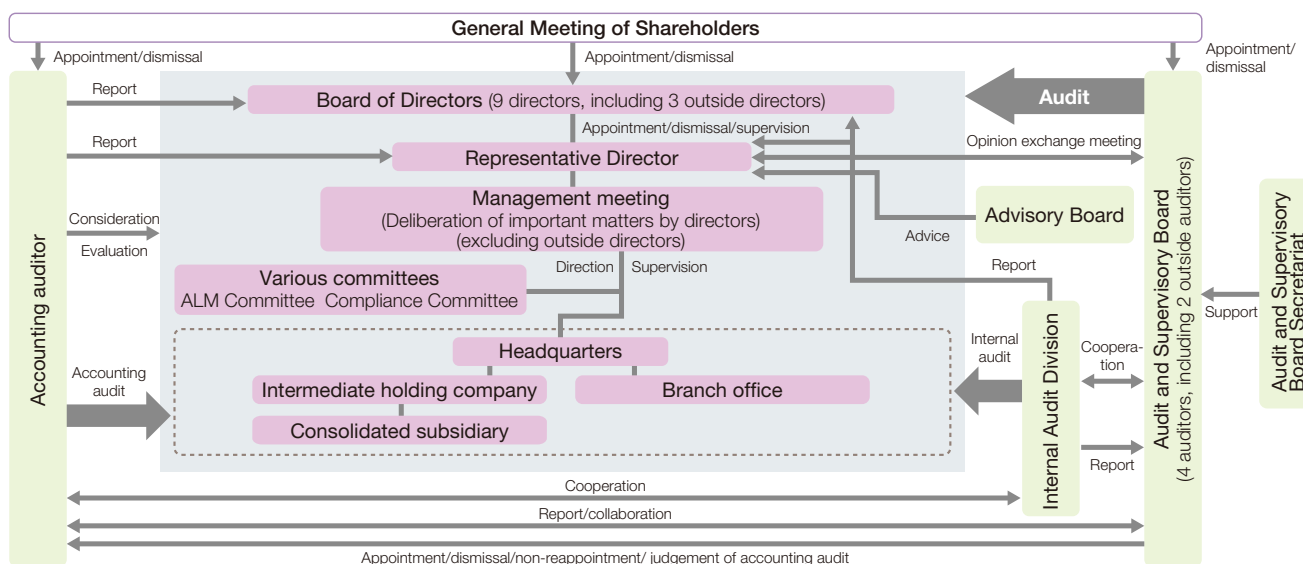 General Meeting of Shareholders
Appointment/dismissal
Appointment/dismissal
Appointment/
dismissal
Report
Board of Directors (9 directors, including 3 outside directors)
Audit
Appointment/dismissal/supervision
Report
Representative Director
Opinion exchange meeting
Management meeting
(Deliberation of important matters by directors)
(excluding outside directors)
Advisory Board
Advice
Consideration
Evaluation
Accounting auditor
Direction
Supervision
Various committees
ALM Committee Compliance Committee
Report
Audit and Supervisory Board
(4 auditors, including 2 outside auditors)
Support
Audit and Supervisory
Board Secretariat
Headquarters
Internal
audit
Coopera-
tion
Accounting
audit
Intermediate holding company
Branch office
Consolidated subsidiary
Internal Audit Division
Report
Cooperation
Report/collaboration
Appointment/dismissal/non-reappointment/ judgement of accounting audit